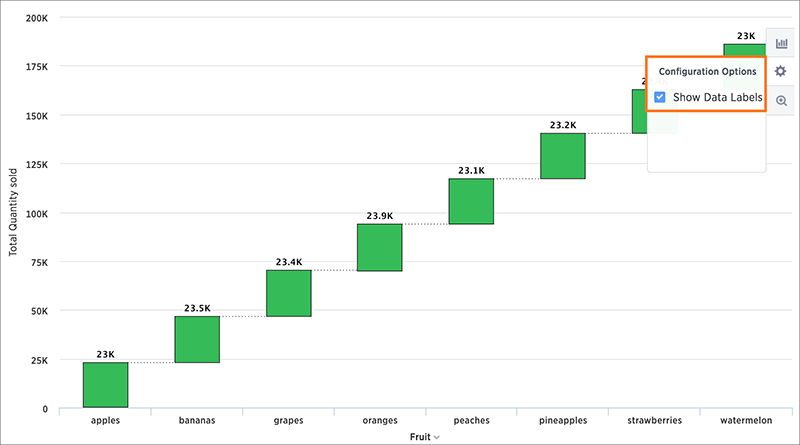 200K
175K
150K
125K
100K
75K
50K
25K
0
Total Quantity sold
23K
23.5K
23.4K
23.9K
23.1K
23.2K
23K
Configuration Options
Show Data Labels
apples
bananas
grapes
oranges
peaches
pineapples
strawberries
watermelon
Fruit